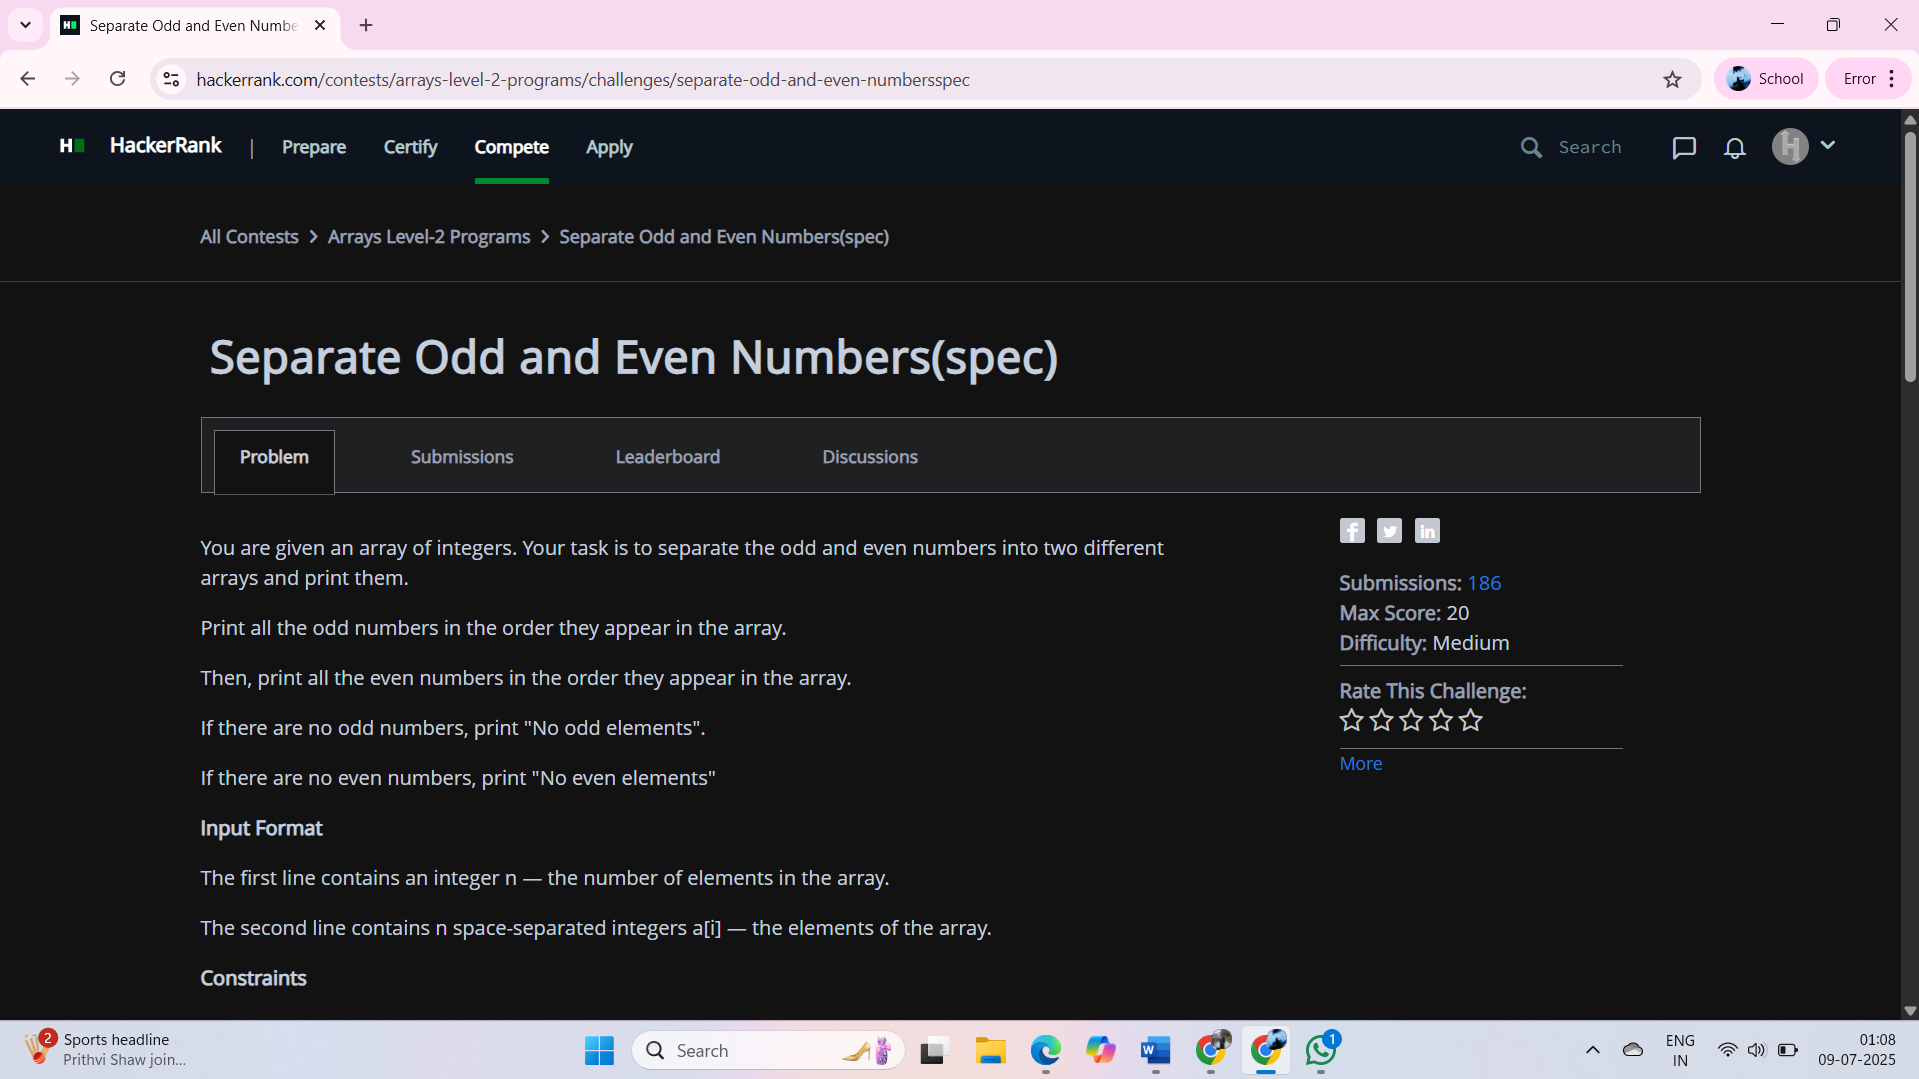 Separate Odd and Even Numbe
hackerrank.com/contests/arrays-level-2-programs/challenges/separate-odd-and-even-numbersspec
School
Error
HackerRank | Prepare Certify Compete Apply Search
All Contests > Arrays Level-2 Programs > Separate Odd and Even Numbers(spec)
Separate Odd and Even Numbers(spec)
Problem Submissions Leaderboard Discussions
You are given an array of integers. Your task is to separate the odd and even numbers into two different
arrays and print them.
Print all the odd numbers in the order they appear in the array.
Then, print all the even numbers in the order they appear in the array.
If there are no odd numbers, print "No odd elements".
If there are no even numbers, print "No even elements"
Input Format
The first line contains an integer n — the number of elements in the array.
The second line contains n space-separated integers a[i] — the elements of the array.
Constraints
Submissions: 186
Max Score: 20
Difficulty: Medium
Rate This Challenge:
More
2
Sports headline
Prithvi Shaw join...
Search
1
ENG
IN
01:08
09-07-2025